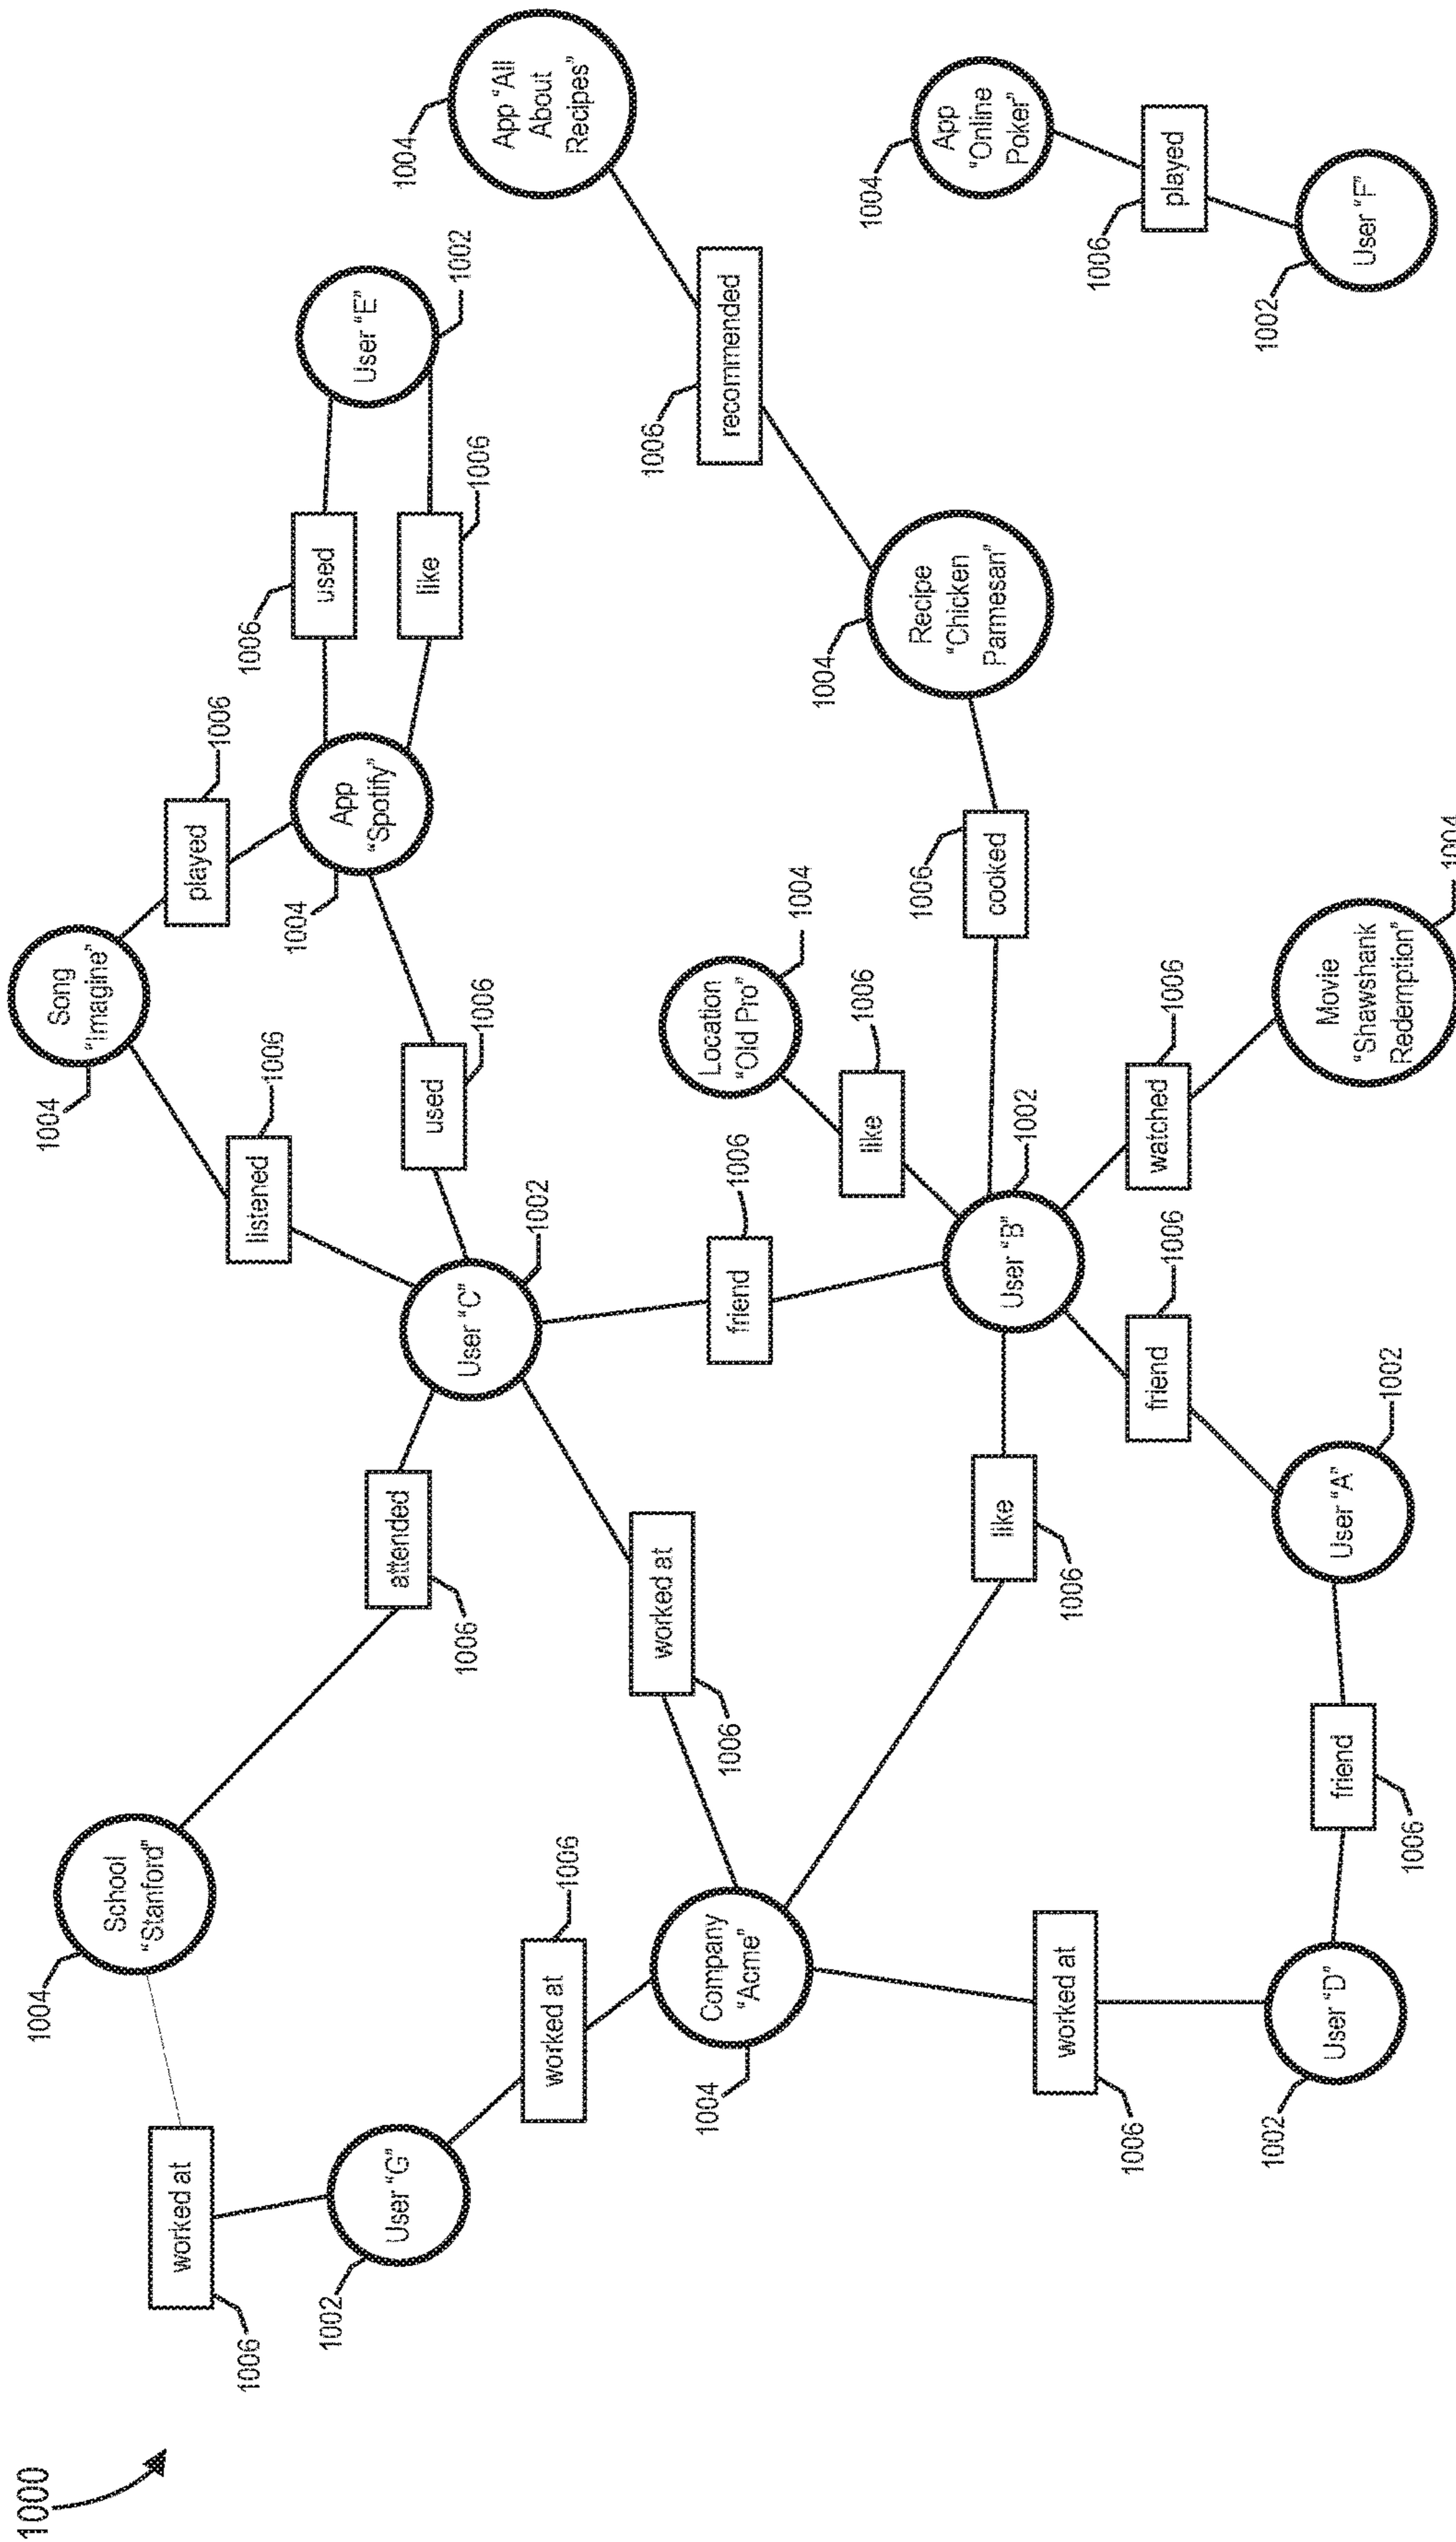 1000
1004
Song
"Imagine"
1004
School
"Stanford"
worked at
1006
played
1006
listened
1006
1006
used
1002
User "G"
App
"Spotify"
1004
User "E"
1002
attended
1006
like
1006
used
1006
User "C"
1002
1004
App "All
About
Recipes"
worked at
1006
worked at
1006
1004
Company
"Acme"
friend
1006
Location
"Old Pro"
1004
1006
recommended
like
1006
1004
Recipe
"Chicken
Parmesan"
1004
App
"Online
Poker"
1006
cooked
like
1006
User "B"
1002
worked at
1006
friend
1006
watched
1006
1006
played
1002
User "D"
friend
1006
User "A"
1002
Movie
"Shawshank
Redemption"
1004
1002
User "F"